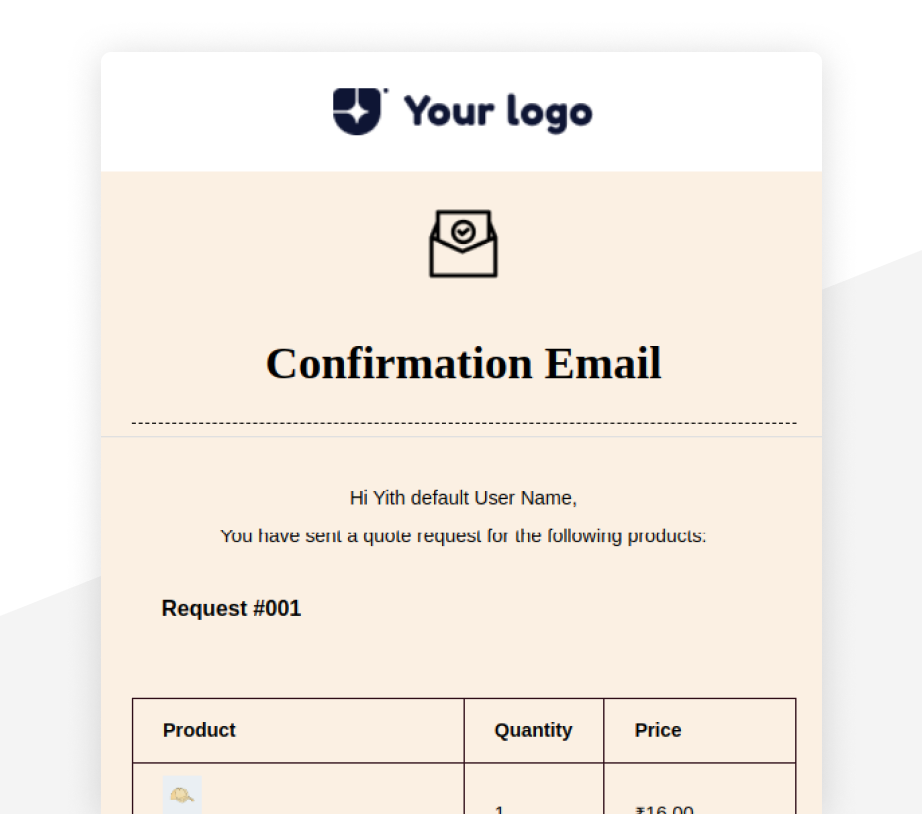 Your logo
Confirmation Email
Hi Yith default User Name,
You have sent a quote request for the following products:
Request #001
Product Quantity Price
1 ₹16.00